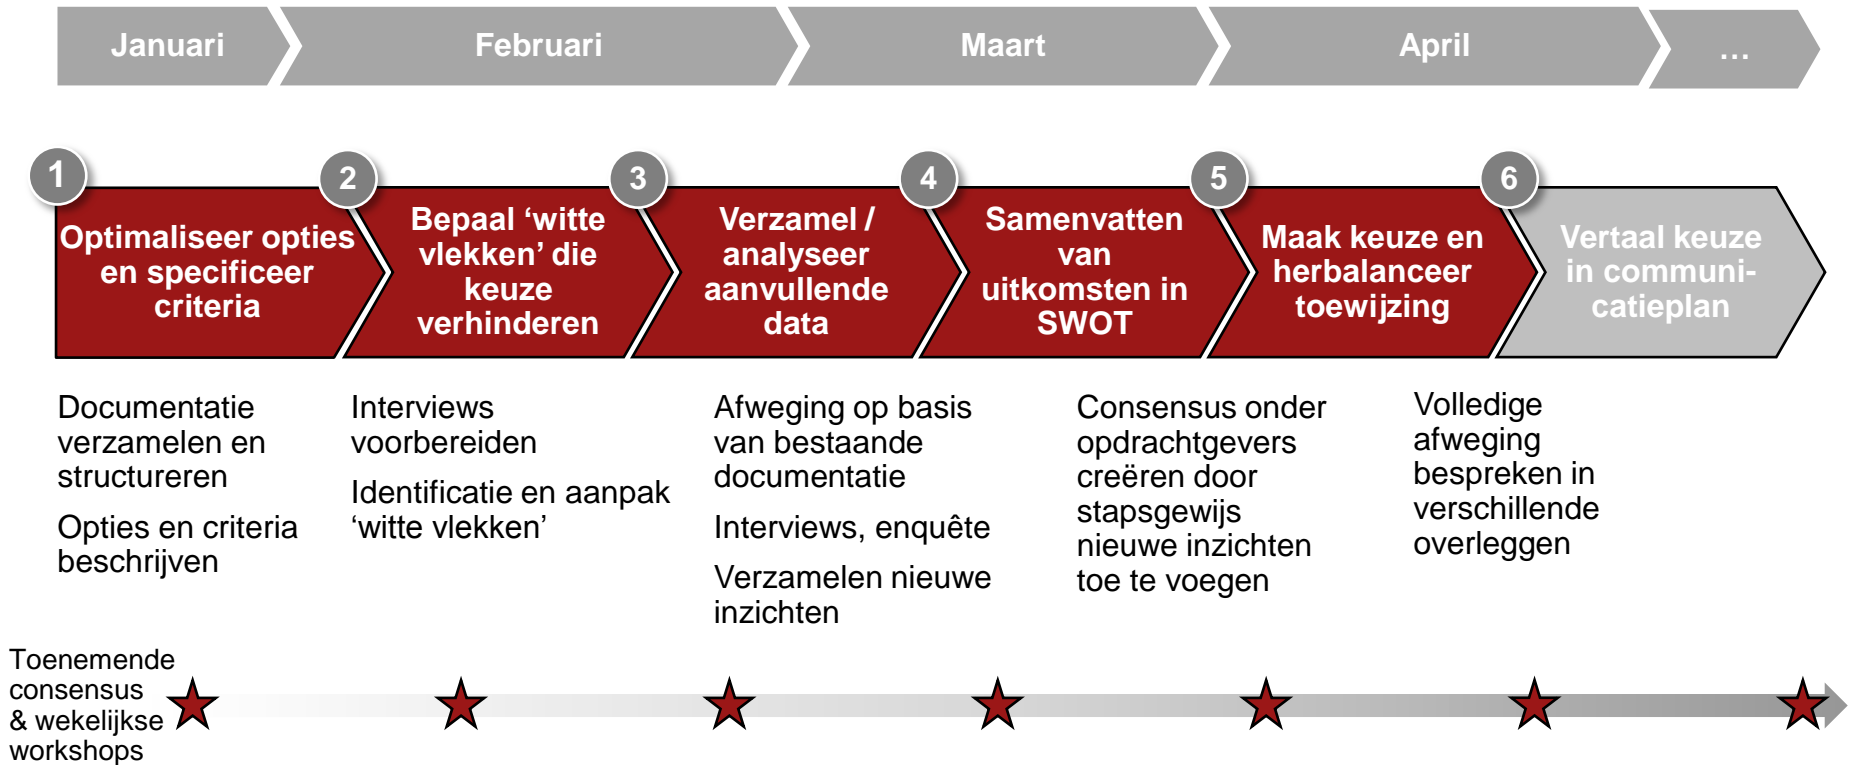 Januari
Februari
Maart
April
…
1
2
3
4
5
6
Optimaliseer opties
en specificeer
criteria
Bepaal ‘witte
vlekken’ die
keuze
verhinderen
Verzamel /
analyseer
aanvullende
data
Samenvatten
van
uitkomsten in
SWOT
Maak keuze en
herbalanceer
toewijzing
Vertaal keuze
in communi-
catieplan
Documentatie
verzamelen en
structureren
Opties en criteria
beschrijven
Interviews
voorbereiden
Identificatie en aanpak
‘witte vlekken’
Afweging op basis
van bestaande
documentatie
Interviews, enquête
Verzamelen nieuwe
inzichten
Consensus onder
opdrachtgevers
creëren door
stapsgewijs
nieuwe inzichten
toe te voegen
Volledige
afweging
bespreken in
verschillende
overleggen
Toenemende
consensus
& wekelijkse
workshops